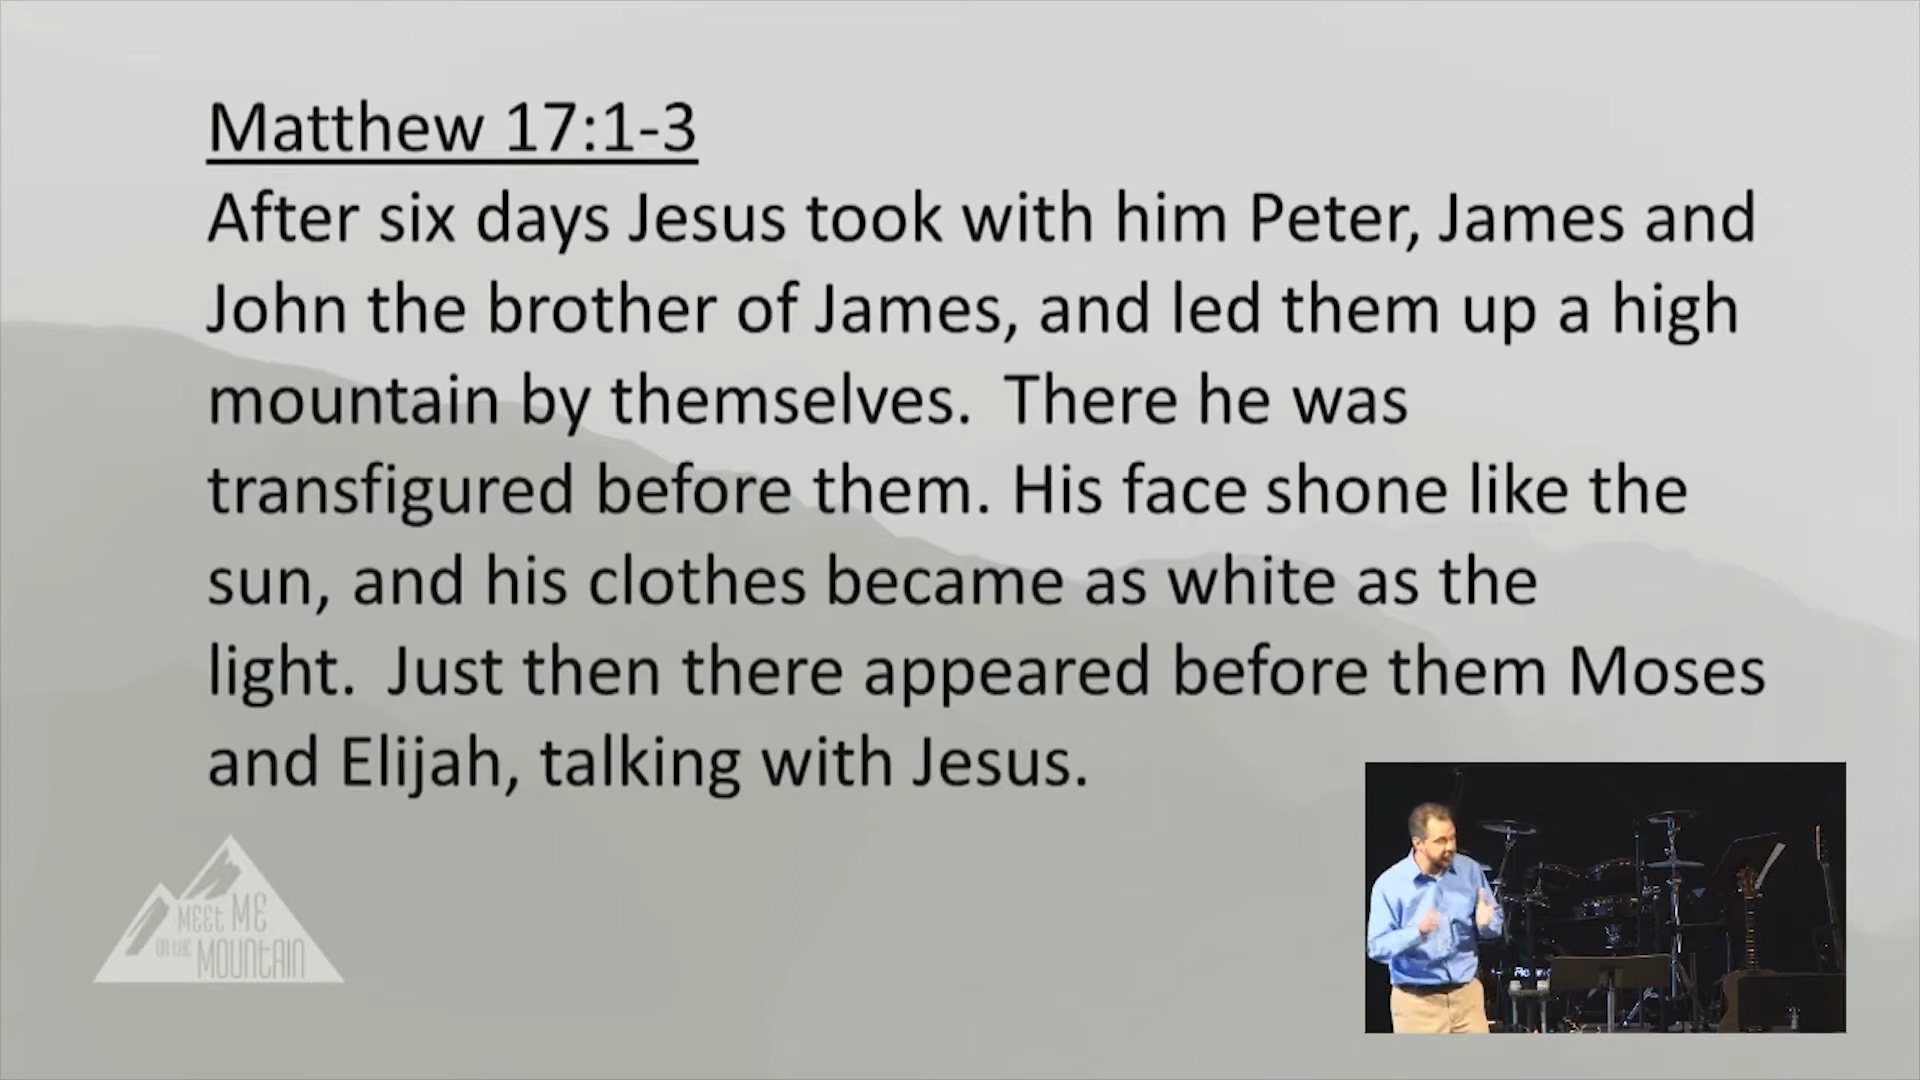 Matthew 17:1-3
After six days Jesus took with him Peter, James and
John the brother of James, and led them up a high
mountain by themselves.  There he was
transfigured before them. His face shone like the
sun, and his clothes became as white as the
light.  Just then there appeared before them Moses
and Elijah, talking with Jesus.
MEET ME
ON THE
MOUNTAIN